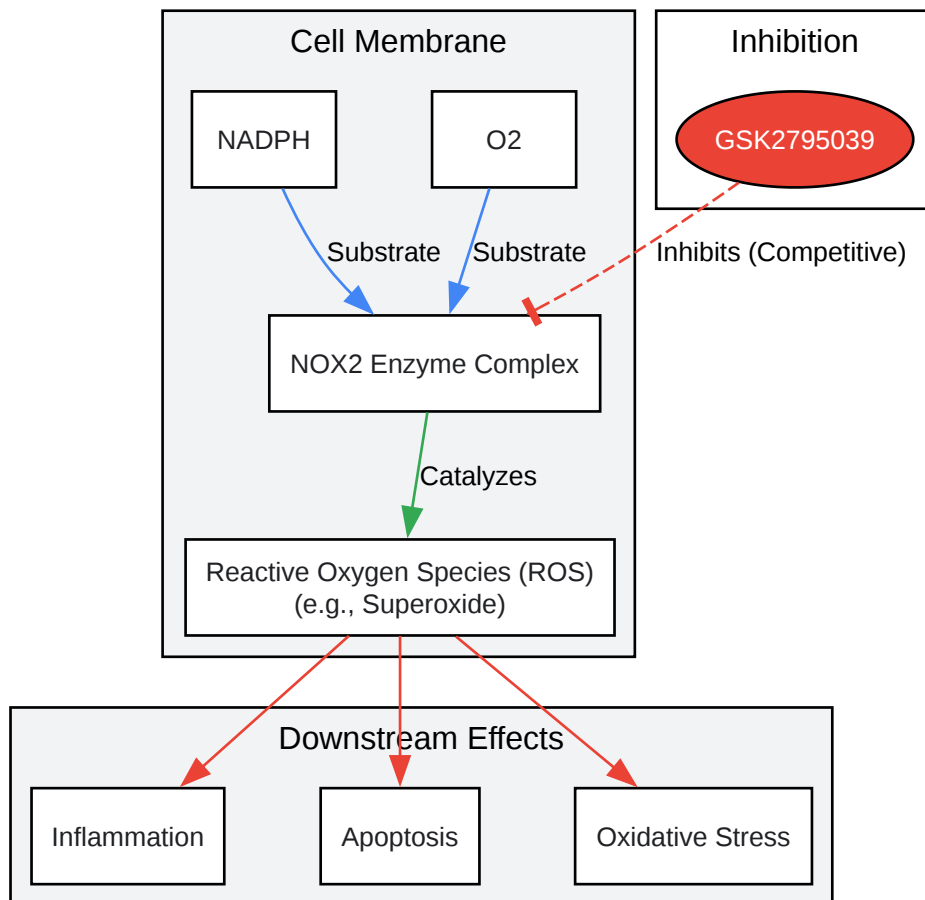 Cell Membrane
Inhibition
NADPH
O2
GSK2795039
Substrate
Substrate
Inhibits (Competitive)
NOX2 Enzyme Complex
Catalyzes
Reactive Oxygen Species (ROS)
(e.g., Superoxide)
Downstream Effects
Inflammation
Apoptosis
Oxidative Stress